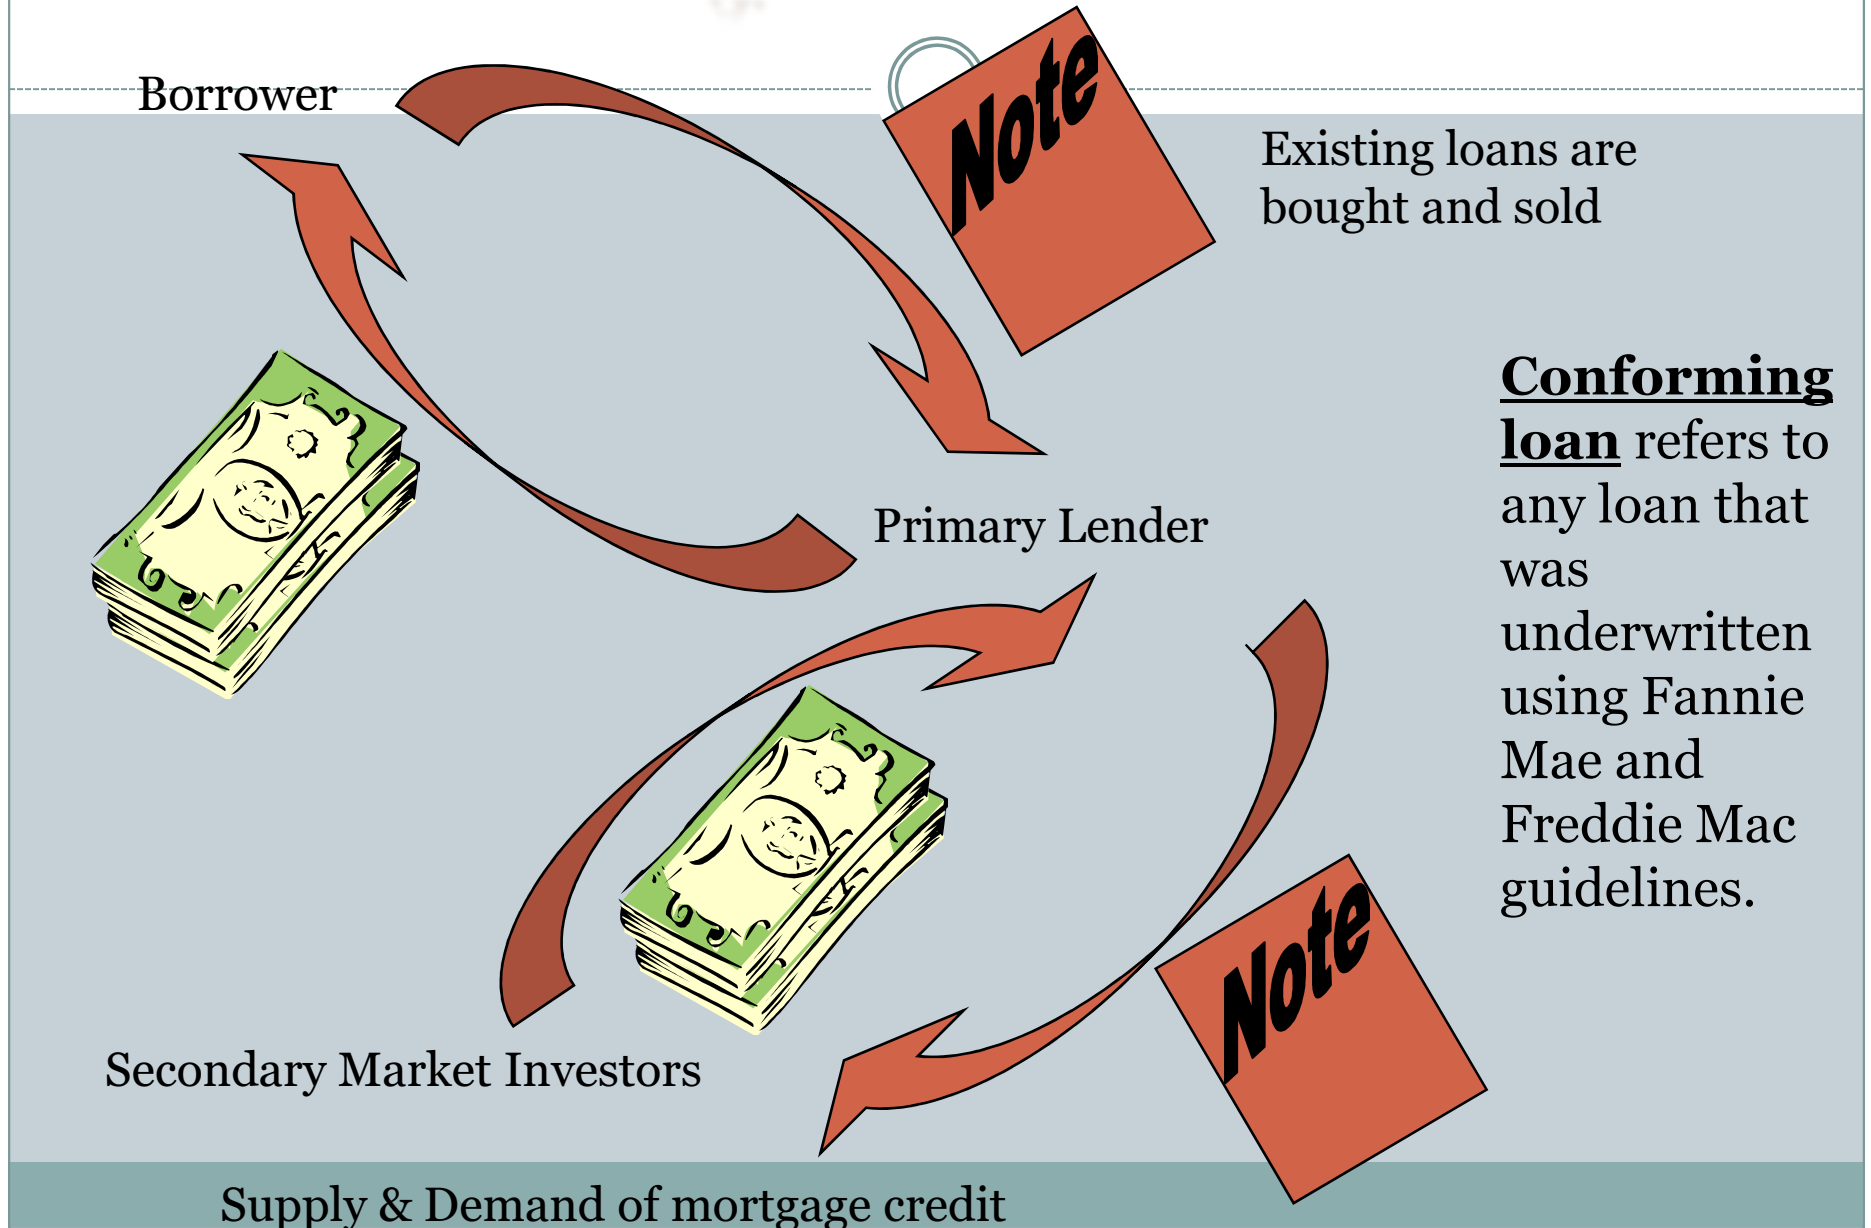 Borrower
Note
Existing loans are
bought and sold
Conforming
loan refers to
any loan that
was
underwritten
using Fannie
Mae and
Freddie Mac
guidelines.
Primary Lender
Note
Secondary Market Investors
Supply & Demand of mortgage credit